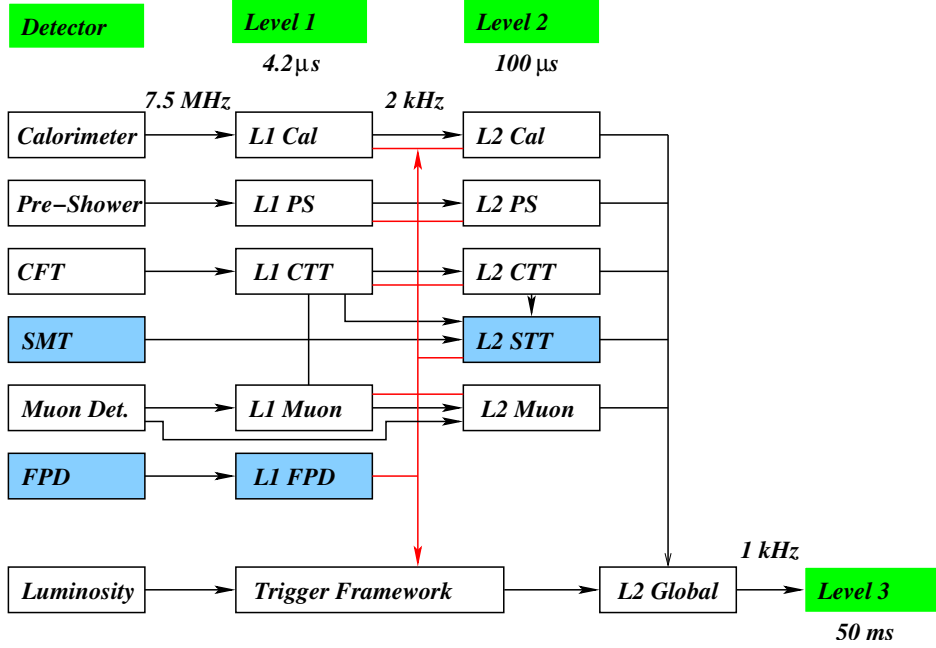 Detector Level 1 Level 2
4.2 μs 100 μs
7.5 MHz 2 kHz
Calorimeter L1 Cal L2 Cal
Pre−Shower L1 PS L2 PS
CFT L1 CTT L2 CTT
SMT L2 STT
Muon Det. L1 Muon L2 Muon
FPD L1 FPD
1 kHz
Luminosity Trigger Framework L2 Global Level 3
50 ms